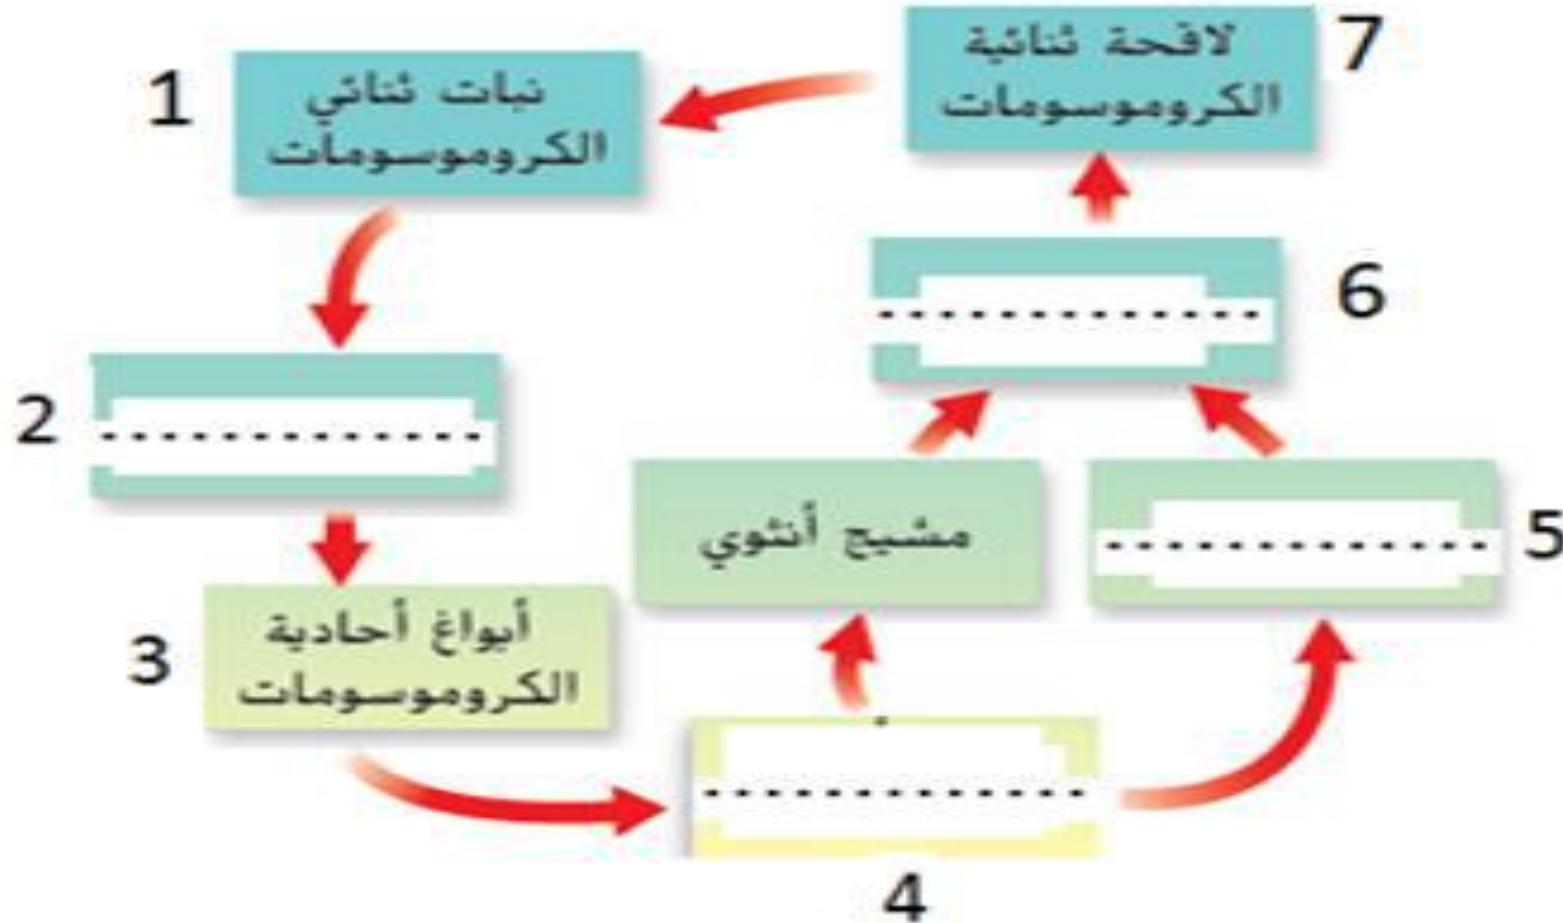 1
نبات ثنائي
الكروموسومات
2
3
أبواغ أحادية
الكروموسومات
4
مشيج أنثوي
5
6
7
لاقحة ثنائية
الكروموسومات